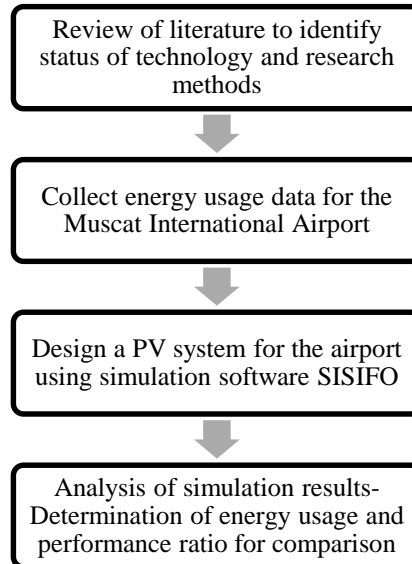 Review of literature to identify
status of technology and research
methods
Collect energy usage data for the
Muscat International Airport
Design a PV system for the airport
using simulation software SISIFO
Analysis of simulation results-
Determination of energy usage and
performance ratio for comparison